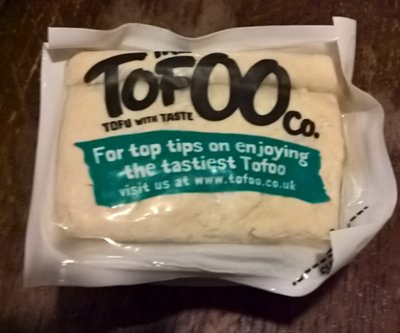 The
TOFOO
Co.
TOFU WITH TASTE
For top tips on enjoying
the tastiest Tofoo
visit us at www.tofoo.co.uk